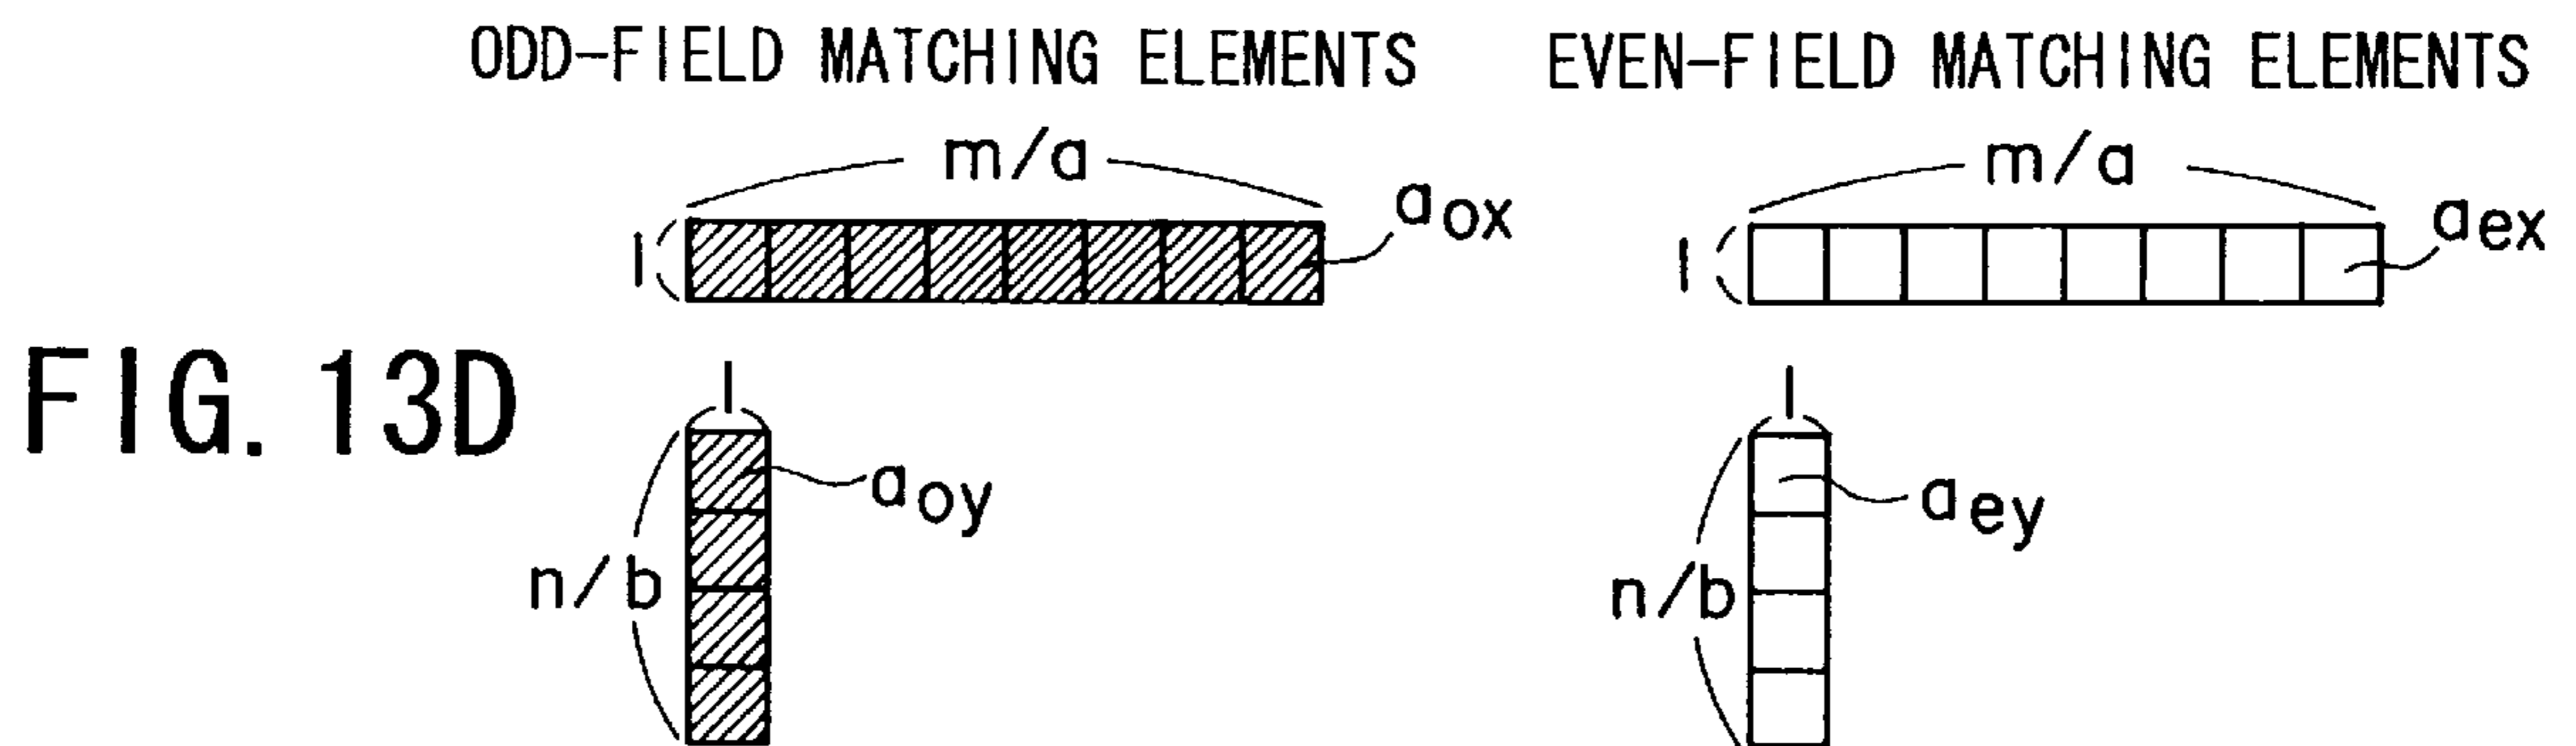 ODD-FIELD MATCHING ELEMENTS
EVEN-FIELD MATCHING ELEMENTS
m/a
m/a
1
aox
1
aex
FIG. 13D
1
1
aoy
aey
n/b
n/b